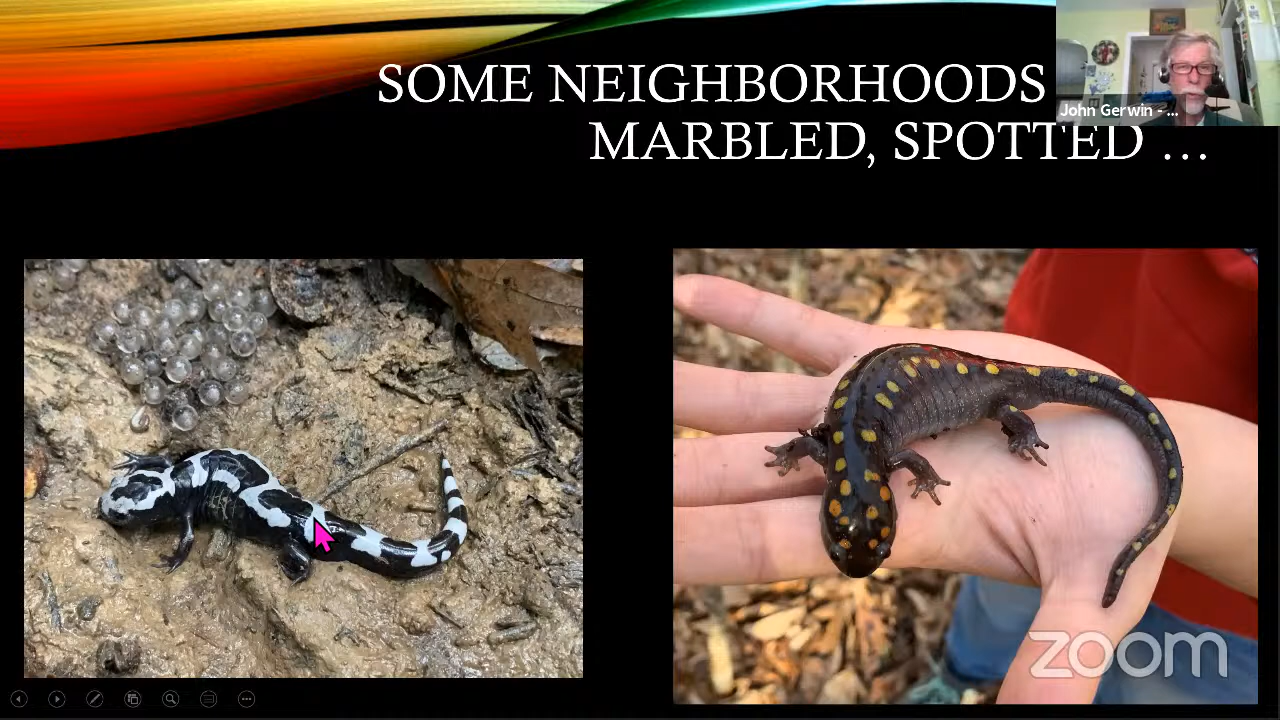 SOME NEIGHBORHOODS
MARBLED, SPOTTED ...
John Gerwin - ...
zoom